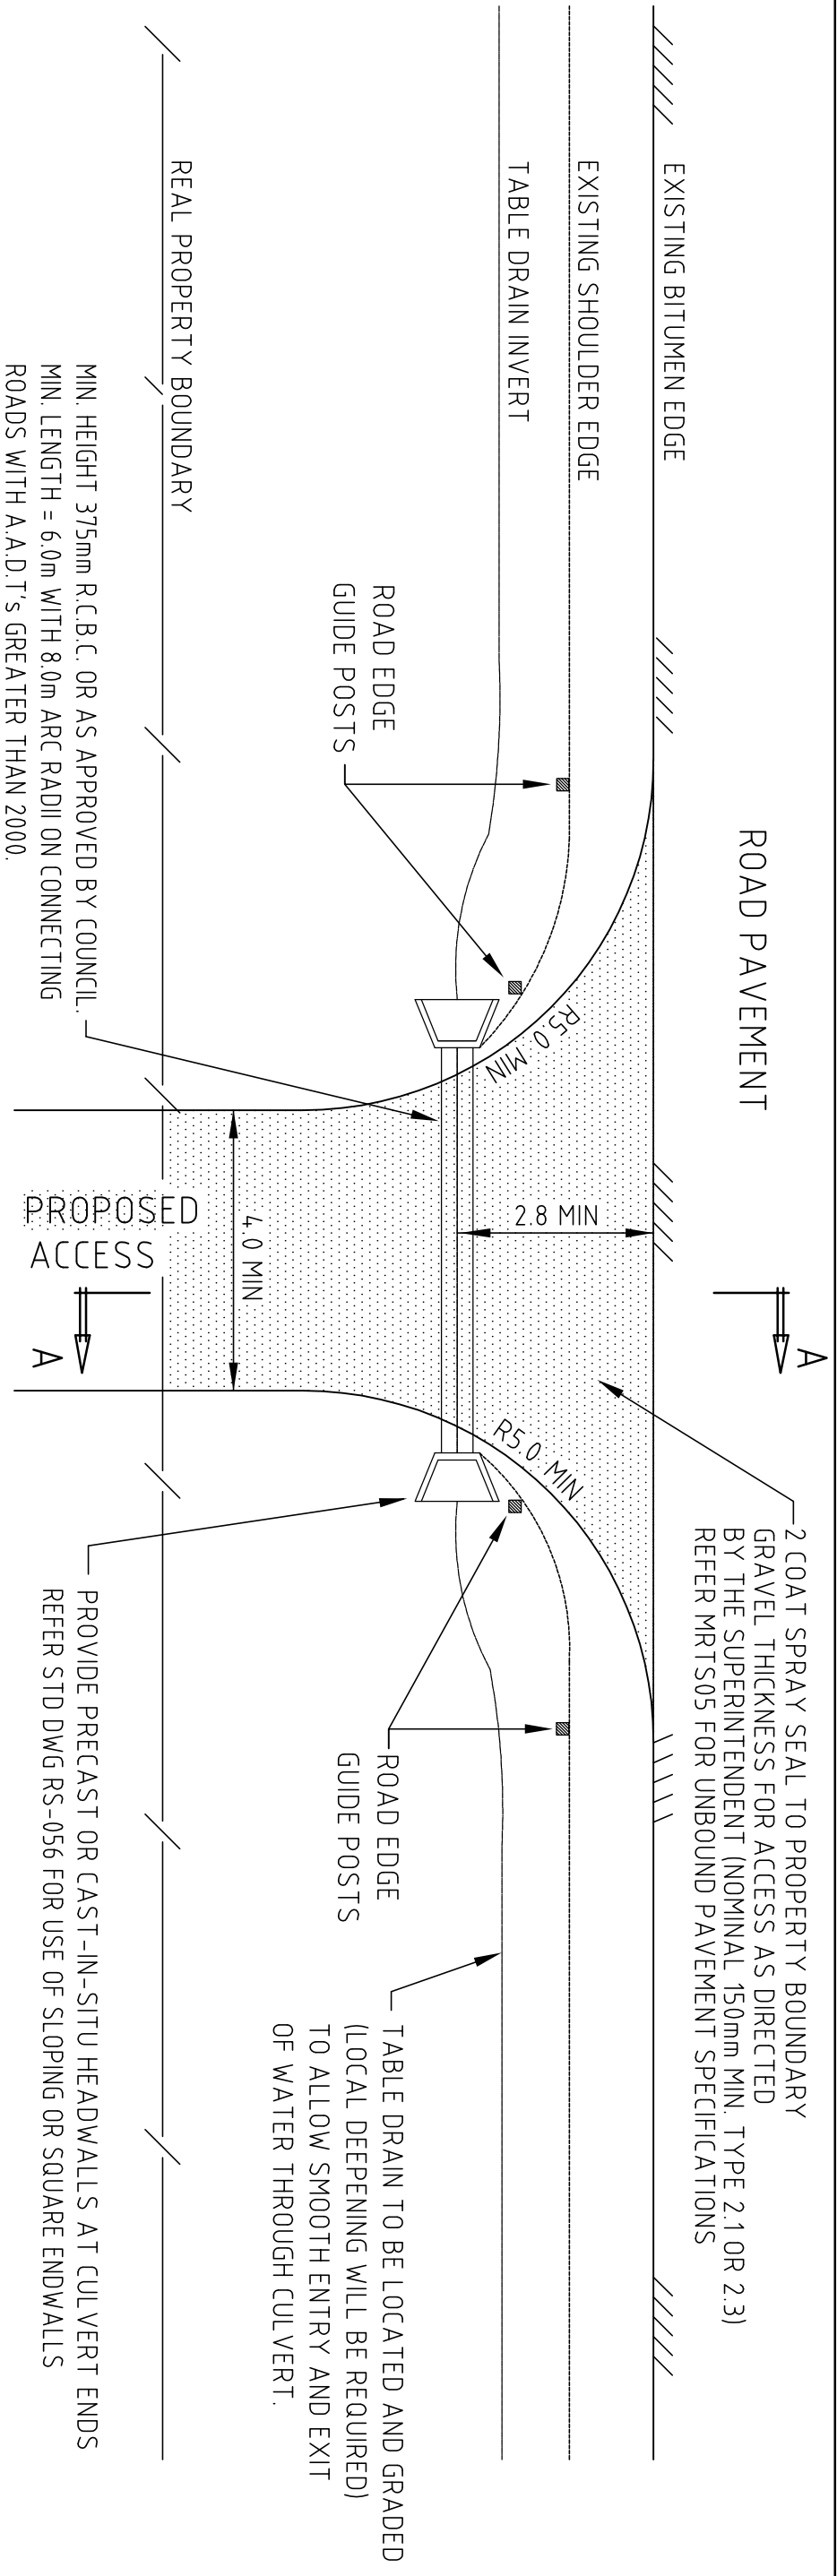 ROAD PAVEMENT
2 COAT SPRAY SEAL TO PROPERTY BOUNDARY
GRAVEL THICKNESS FOR ACCESS AS DIRECTED
BY THE SUPERINTENDENT (NOMINAL 150mm MIN. TYPE 2.1 OR 2.3)
REFER MRTS05 FOR UNBOUND PAVEMENT SPECIFICATIONS
A
EXISTING BITUMEN EDGE
EXISTING SHOULDER EDGE
TABLE DRAIN INVERT
R5.0 MIN
2.8 MIN
R5.0 MIN
ROAD EDGE
GUIDE POSTS
ROAD EDGE
GUIDE POSTS
TABLE DRAIN TO BE LOCATED AND GRADED
(LOCAL DEEPENING WILL BE REQUIRED)
TO ALLOW SMOOTH ENTRY AND EXIT
OF WATER THROUGH CULVERT.
4.0 MIN
REAL PROPERTY BOUNDARY
PROPOSED
ACCESS
A
MIN. HEIGHT 375mm R.C.B.C. OR AS APPROVED BY COUNCIL.
MIN. LENGTH = 6.0m WITH 8.0m ARC RADII ON CONNECTING
ROADS WITH A.A.D.T's GREATER THAN 2000.
PROVIDE PRECAST OR CAST-IN-SITU HEADWALLS AT CULVERT ENDS
REFER STD DWG RS-056 FOR USE OF SLOPING OR SQUARE ENDWALLS